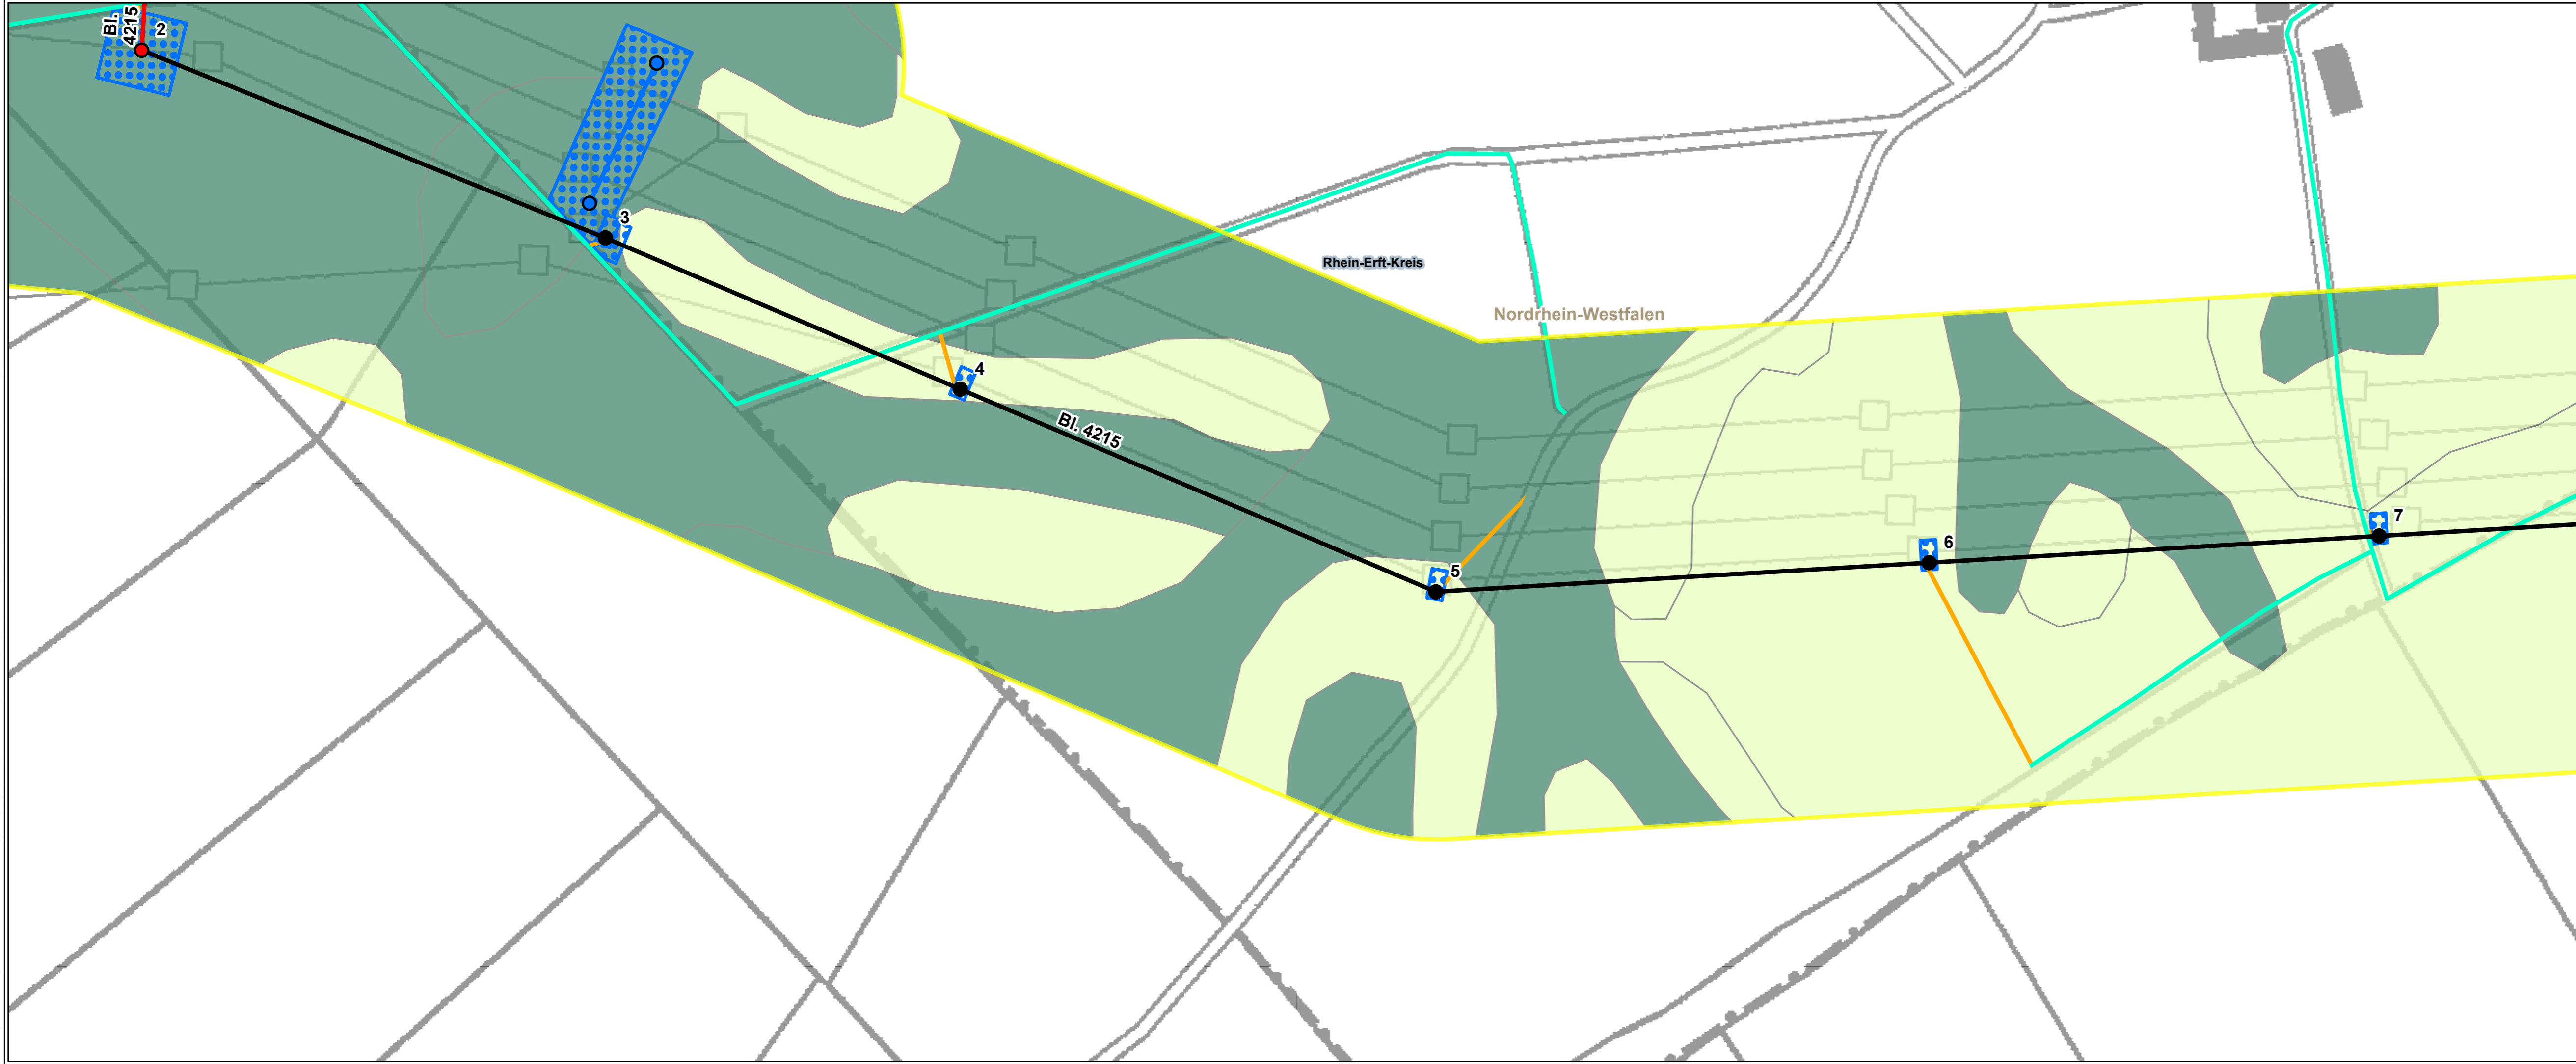 Bl.
4215
2
3
4
Bl. 4215
5
6
7
Rhein-Erft-Kreis
Nordrhein-Westfalen